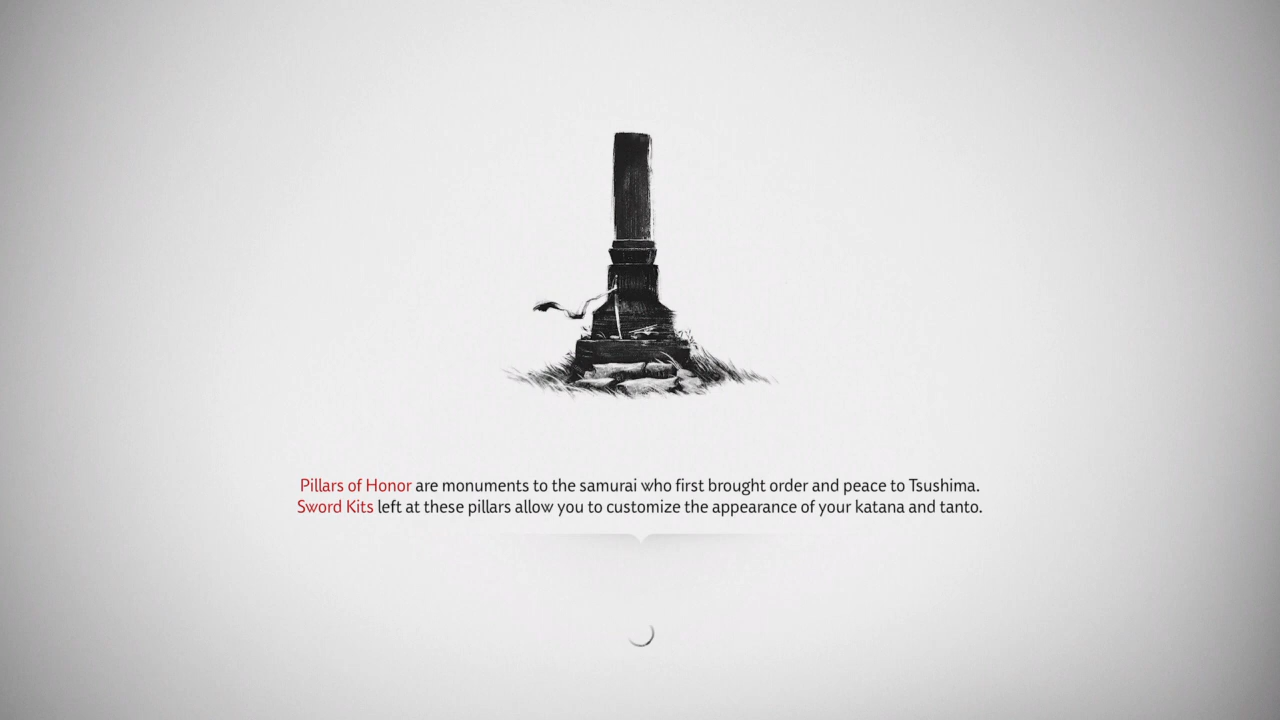 Pillars of Honor are monuments to the samurai who first brought order and peace to Tsushima.
Sword Kits left at these pillars allow you to customize the appearance of your katana and tanto.